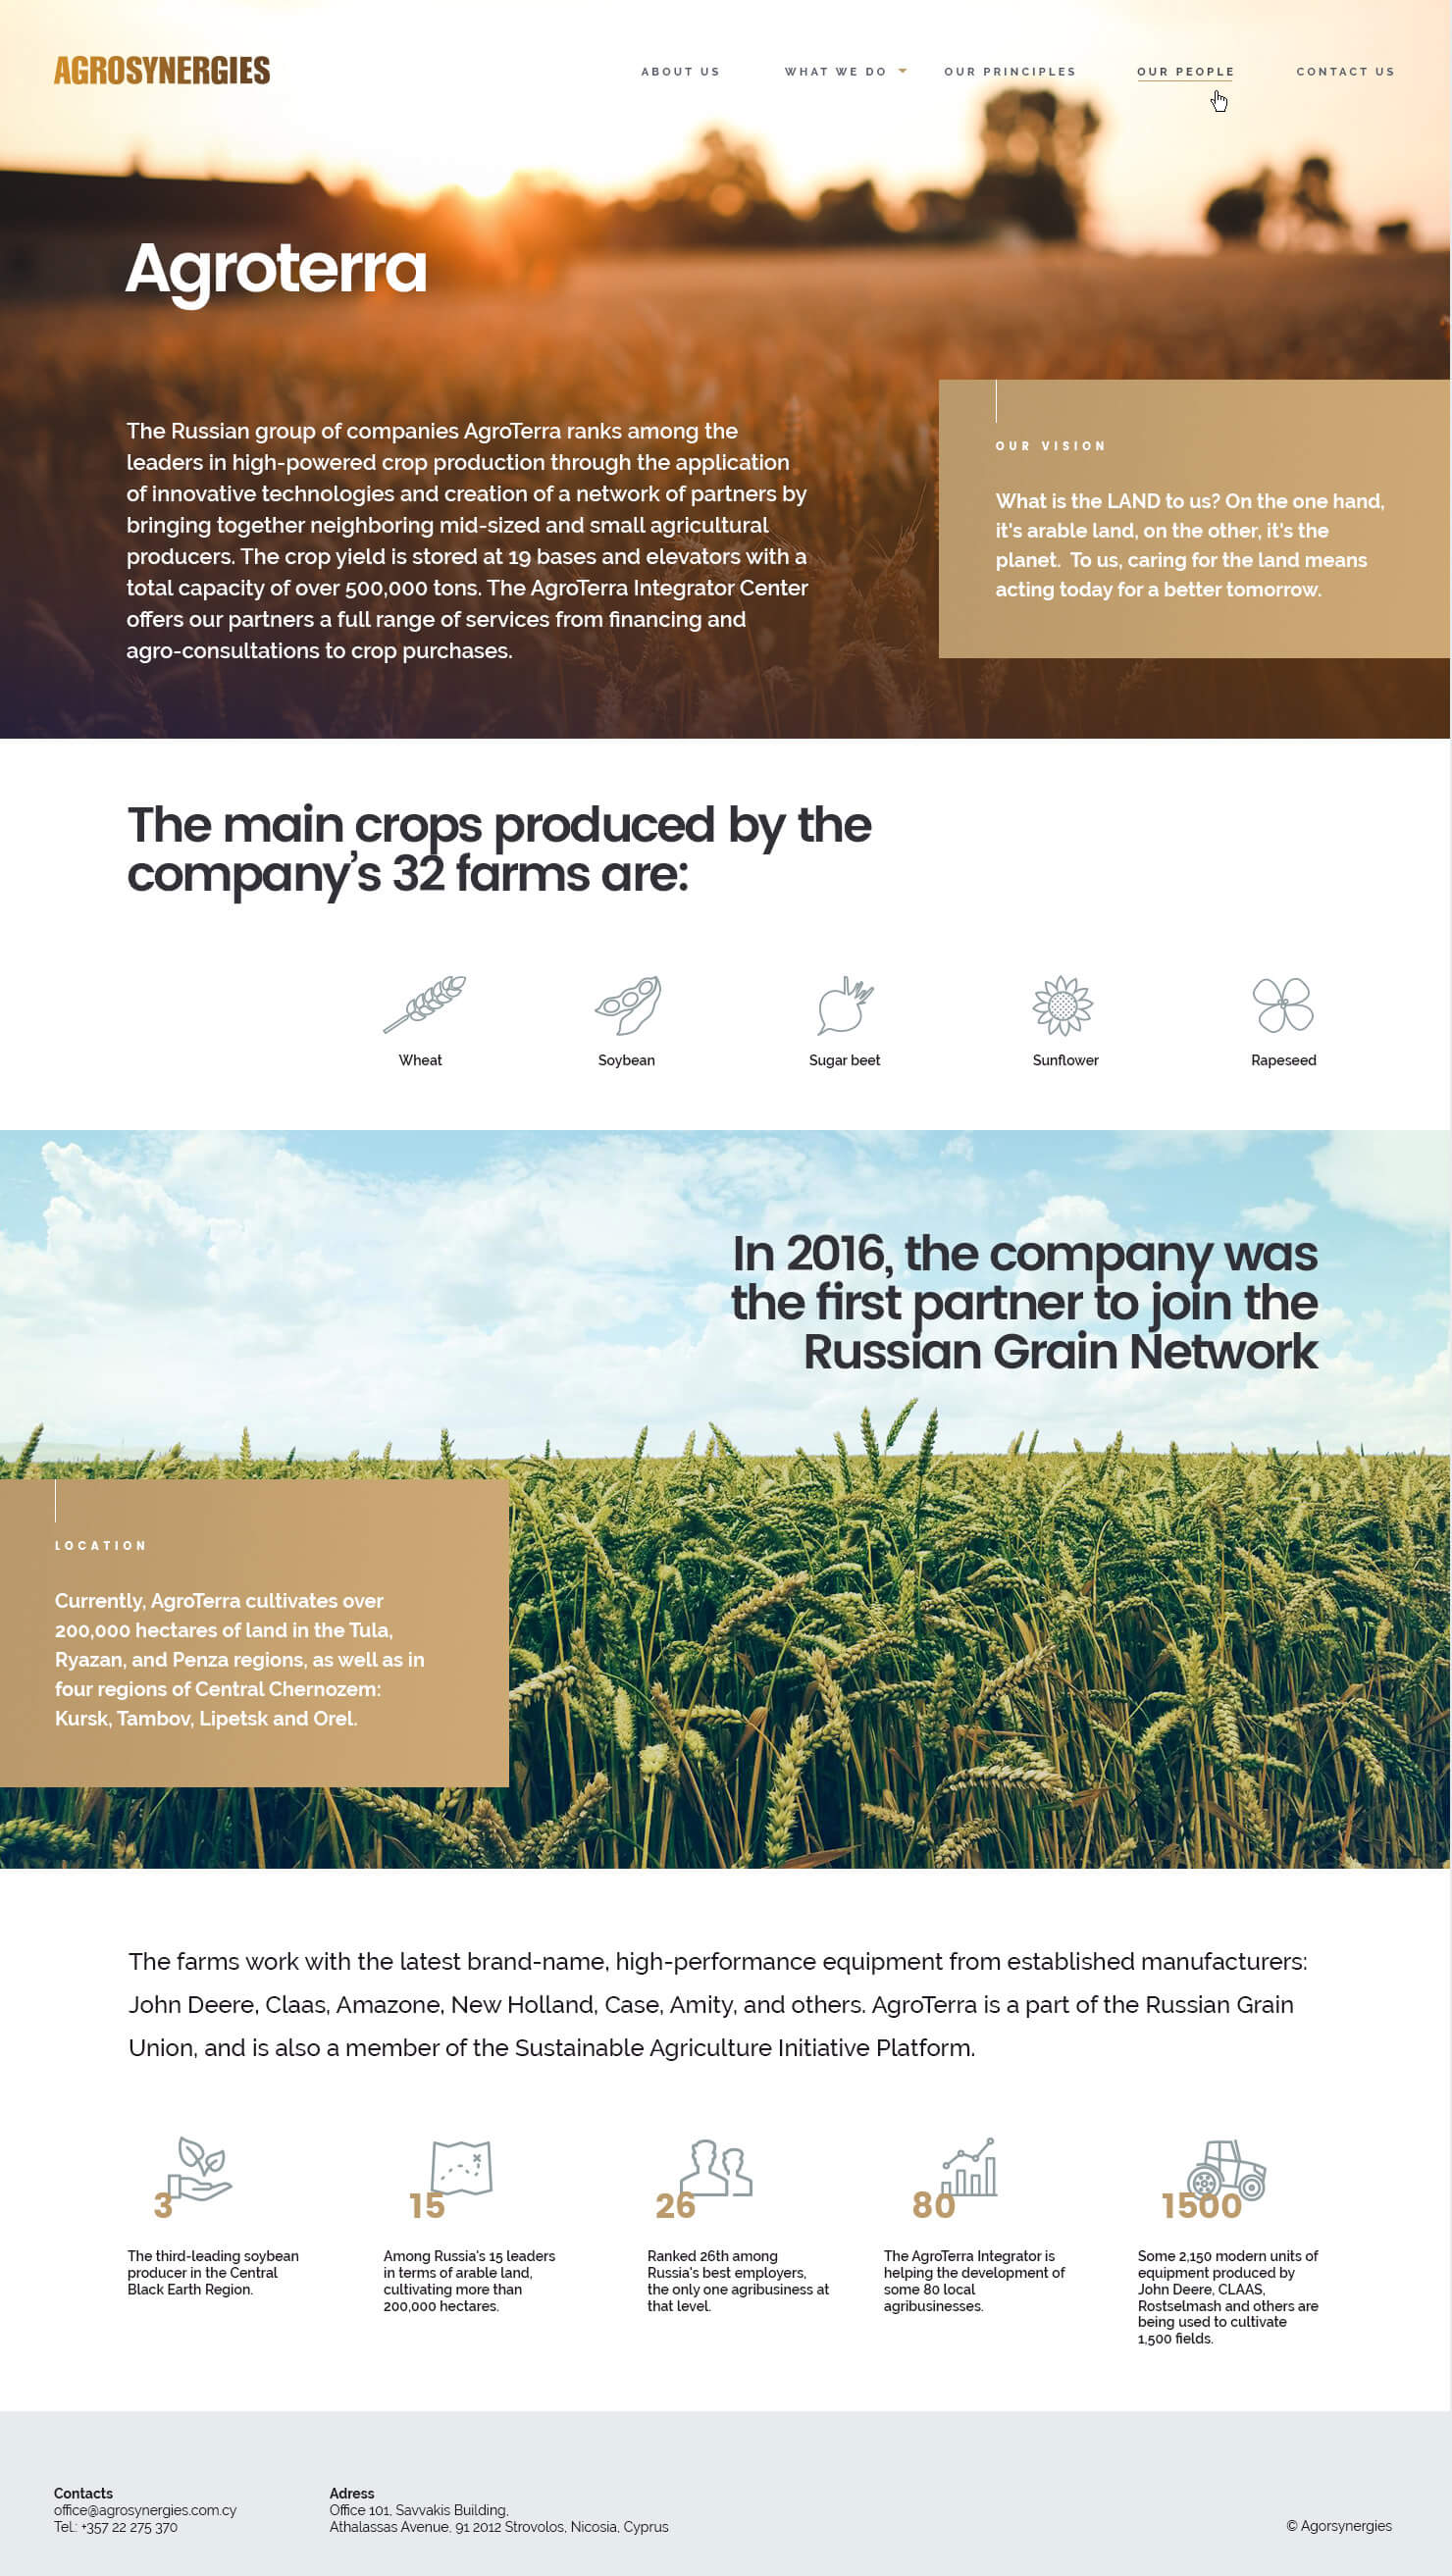 AGROSYNERGIES
ABOUT US
WHAT WE DO
OUR PRINCIPLES
OUR PEOPLE
CONTACT US
Agroterra
The Russian group of companies AgroTerra ranks among the
leaders in high-powered crop production through the application
of innovative technologies and creation of a network of partners by
bringing together neighboring mid-sized and small agricultural
producers. The crop yield is stored at 19 bases and elevators with a
total capacity of over 500,000 tons. The AgroTerra Integrator Center
offers our partners a full range of services from financing and
agro-consultations to crop purchases.
OUR VISION
What is the LAND to us? On the one hand,
it's arable land, on the other, it's the
planet. To us, caring for the land means
acting today for a better tomorrow.
The main crops produced by the
company's 32 farms are:
Wheat
Soybean
Sugar beet
Sunflower
Rapeseed
In 2016, the company was
the first partner to join the
Russian Grain Network
LOCATION
Currently, AgroTerra cultivates over
200,000 hectares of land in the Tula,
Ryazan, and Penza regions, as well as in
four regions of Central Chernozem:
Kursk, Tambov, Lipetsk and Orel.
The farms work with the latest brand-name, high-performance equipment from established manufacturers:
John Deere, Claas, Amazone, New Holland, Case, Amity, and others. AgroTerra is a part of the Russian Grain
Union, and is also a member of the Sustainable Agriculture Initiative Platform.
3
The third-leading soybean
producer in the Central
Black Earth Region.
15
Among Russia's 15 leaders
in terms of arable land,
cultivating more than
200,000 hectares.
26
Ranked 26th among
Russia's best employers,
the only one agribusiness at
that level.
80
The AgroTerra Integrator is
helping the development of
some 80 local
agribusinesses.
1500
Some 2,150 modern units of
equipment produced by
John Deere, CLAAS,
Rostselmash and others are
being used to cultivate
1,500 fields.
Contacts
office@agrosynergies.com.cy
Tel.: +357 22 275 370
Adress
Office 101, Savvakis Building,
Athalassas Avenue, 91 2012 Strovolos, Nicosia, Cyprus
© Agorsynergies